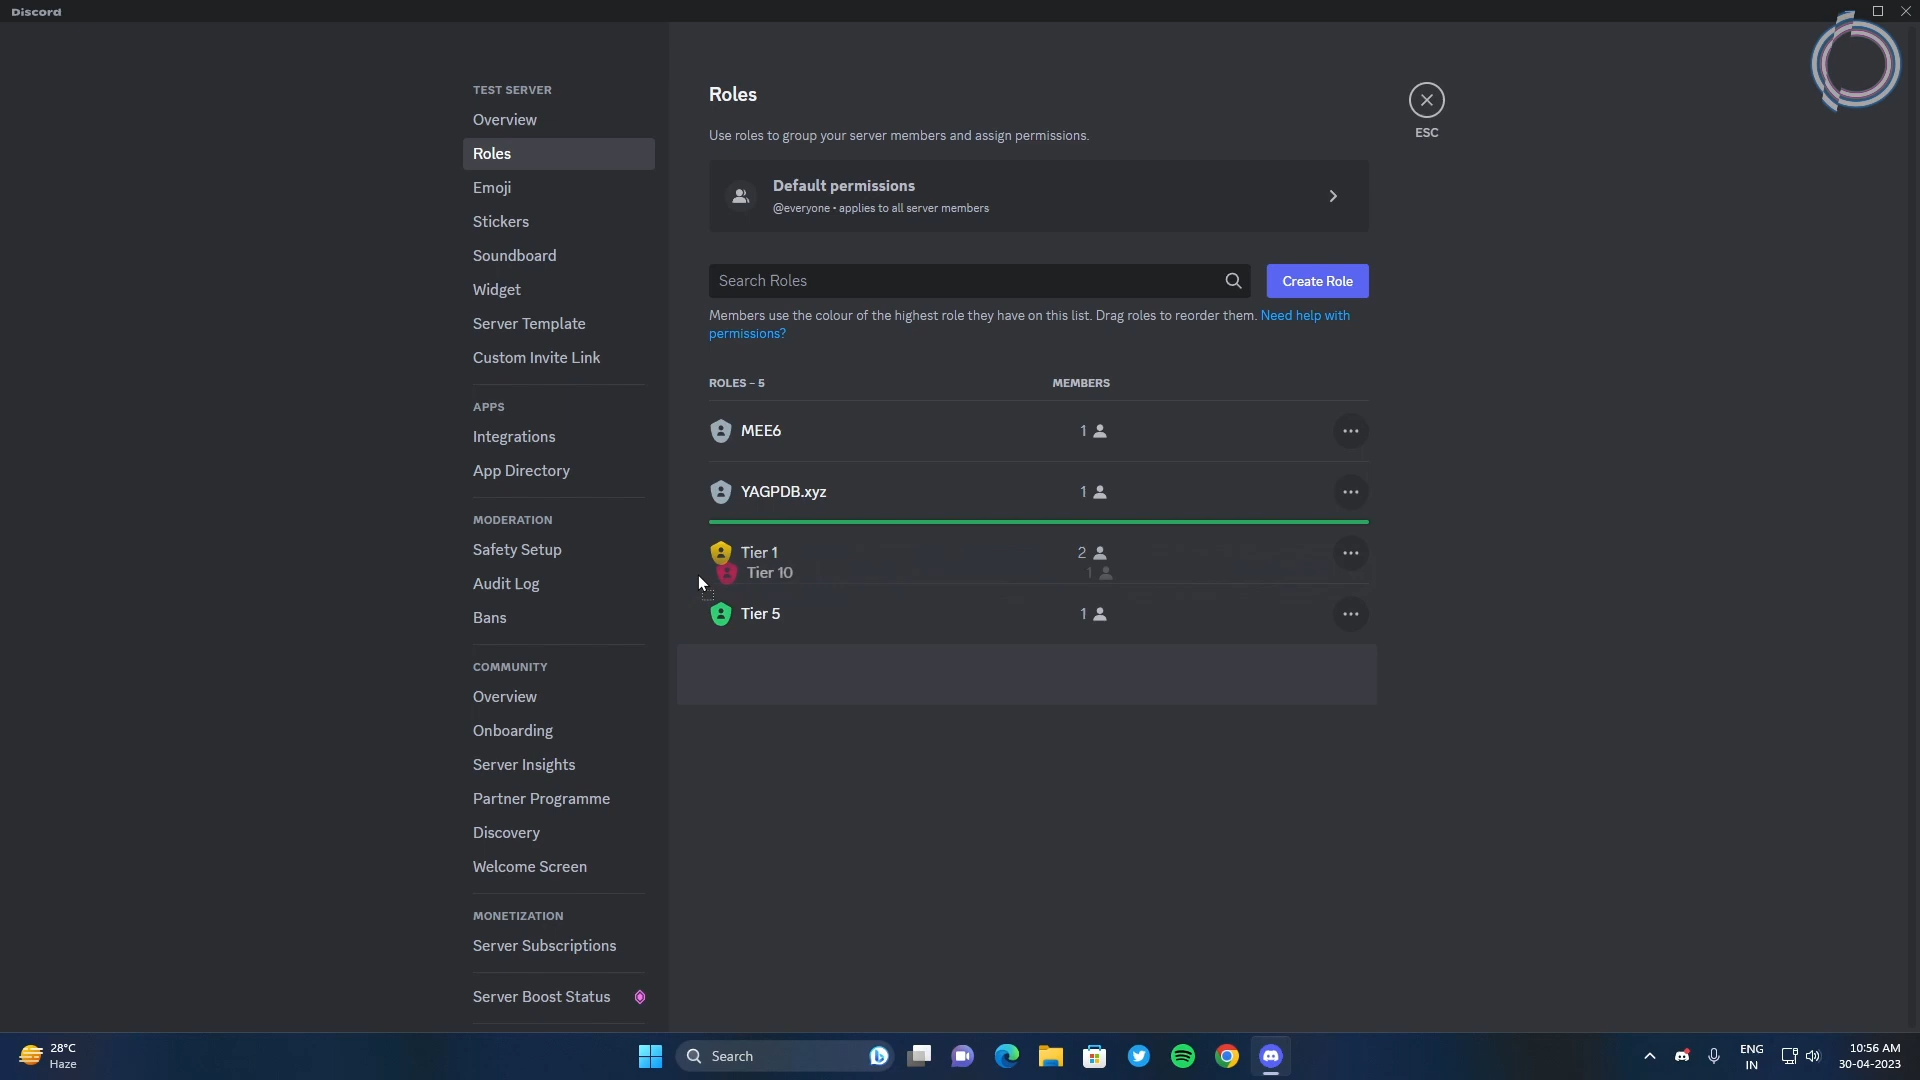 Discord
TEST SERVER
Overview
Roles
Emoji
Stickers
Soundboard
Widget
Server Template
Custom Invite Link
APPS
Integrations
App Directory
MODERATION
Safety Setup
Audit Log
Bans
COMMUNITY
Overview
Onboarding
Server Insights
Partner Programme
Discovery
Welcome Screen
MONETIZATION
Server Subscriptions
Server Boost Status
Roles
ESC
Use roles to group your server members and assign permissions.
Default permissions
@everyone • applies to all server members
Search Roles
Create Role
Members use the colour of the highest role they have on this list. Drag roles to reorder them. Need help with
permissions?
ROLES – 5 MEMBERS
MEE6 1
YAGPDB.xyz 1
Tier 1 2
Tier 10 1
Tier 5 1
28°C
Haze
Search
ENG
IN
10:56 AM
30-04-2023